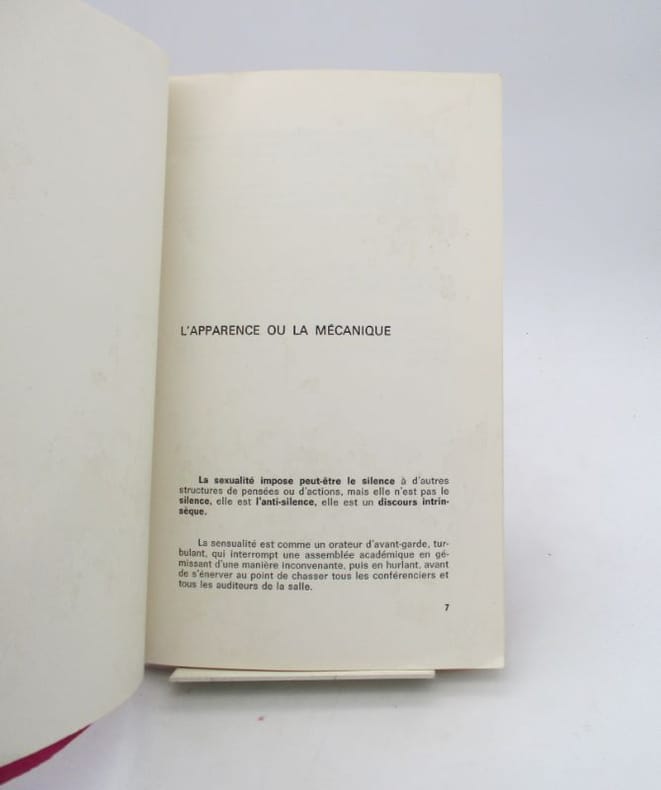 L'APPARENCE OU LA MÉCANIQUE
La sexualité impose peut-être le silence à d'autres
structures de pensées ou d'actions, mais elle n'est pas le
silence, elle est l'anti-silence, elle est un discours intrin-
sèque.
La sensualité est comme un orateur d'avant-garde, tur-
bulant, qui interrompt une assemblée académique en gé-
missant d'une manière inconvenante, puis en hurlant, avant
de s'énerver au point de chasser tous les conférenciers et
tous les auditeurs de la salle.
7